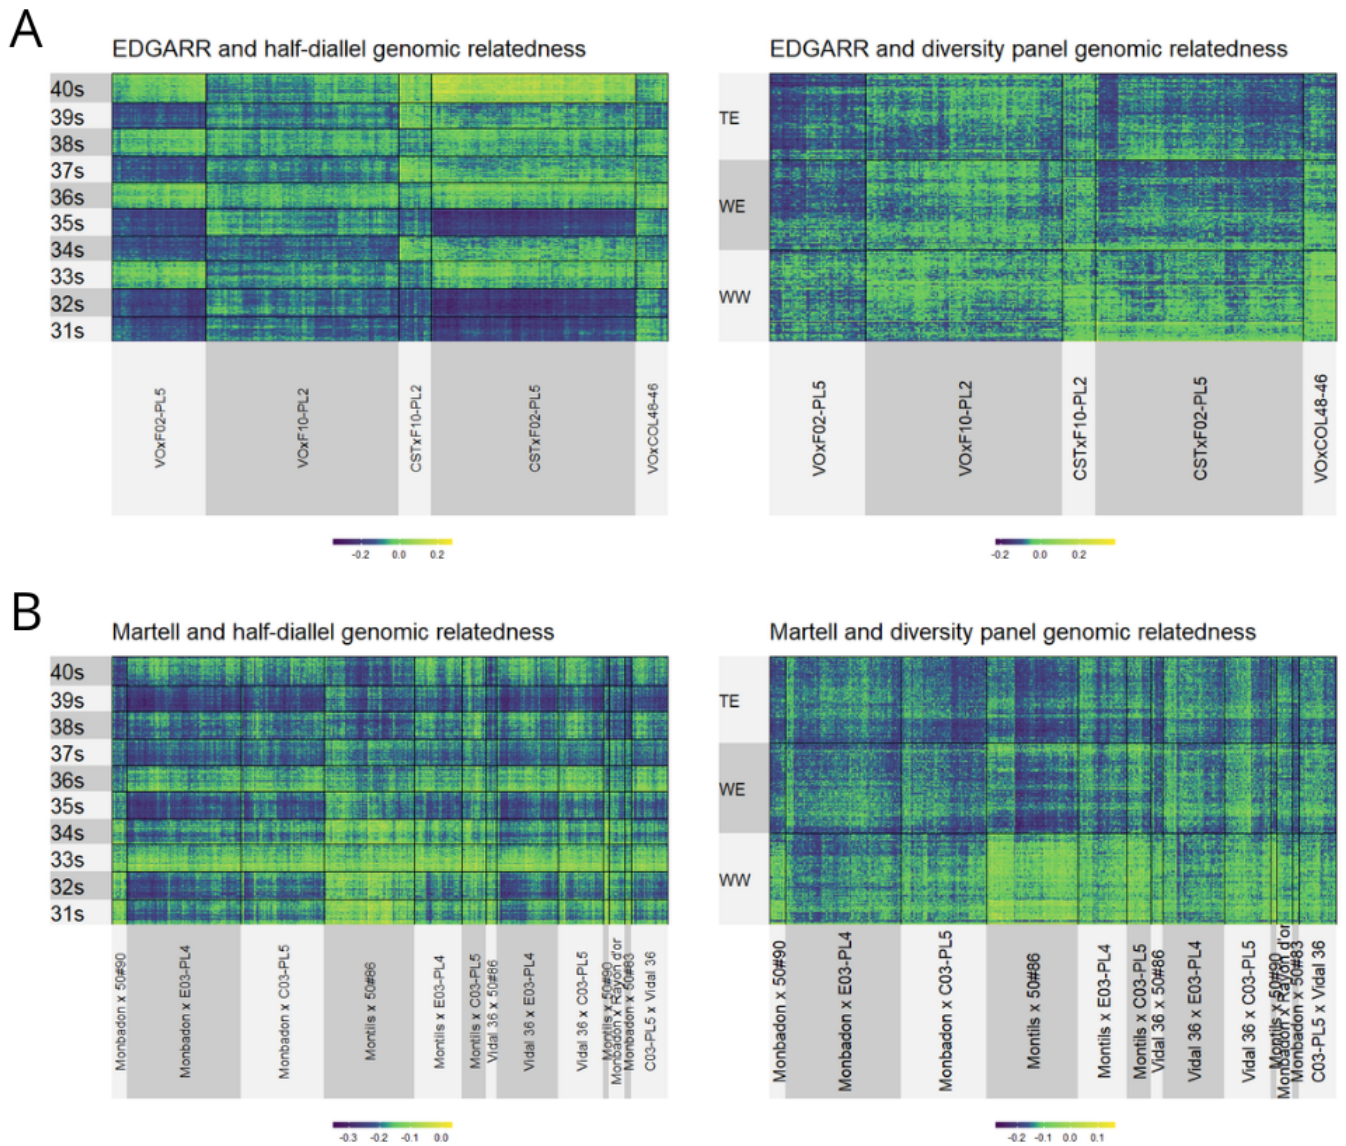 A
EDGARR and half-diallel genomic relatedness
40s
39s
38s
37s
36s
35s
34s
33s
32s
31s
VOxF02-PL5
VOxF10-PL2
CSTxF10-PL2
CSTxF02-PL5
VOxCOL48-46
-0.2 0.0 0.2
EDGARR and diversity panel genomic relatedness
TE
WE
WW
VOxF02-PL5
VOxF10-PL2
CSTxF10-PL2
CSTxF02-PL5
VOxCOL48-46
-0.2 0.0 0.2
B
Martell and half-diallel genomic relatedness
40s
39s
38s
37s
36s
35s
34s
33s
32s
31s
Monbadon x 50#90
Monbadon x E03-PL4
Monbadon x C03-PL5
Montils x 50#86
Montils x E03-PL4
Montils x C03-PL5
Vidal 36 x 50#86
Vidal 36 x E03-PL4
Vidal 36 x C03-PL5
Montils x 50#90
Monbadon x Rayon d'or
Monbadon x 50#83
C03-PL5 x Vidal 36
-0.3 -0.2 -0.1 0.0
Martell and diversity panel genomic relatedness
TE
WE
WW
Monbadon x 50#90
Monbadon x E03-PL4
Monbadon x C03-PL5
Montils x 50#86
Montils x E03-PL4
Montils x C03-PL5
Vidal 36 x 50#86
Vidal 36 x E03-PL4
Vidal 36 x C03-PL5
Montils x 50#90
Monbadon x Rayon d'or
Monbadon x 50#83
C03-PL5 x Vidal 36
-0.2 -0.1 0.0 0.1